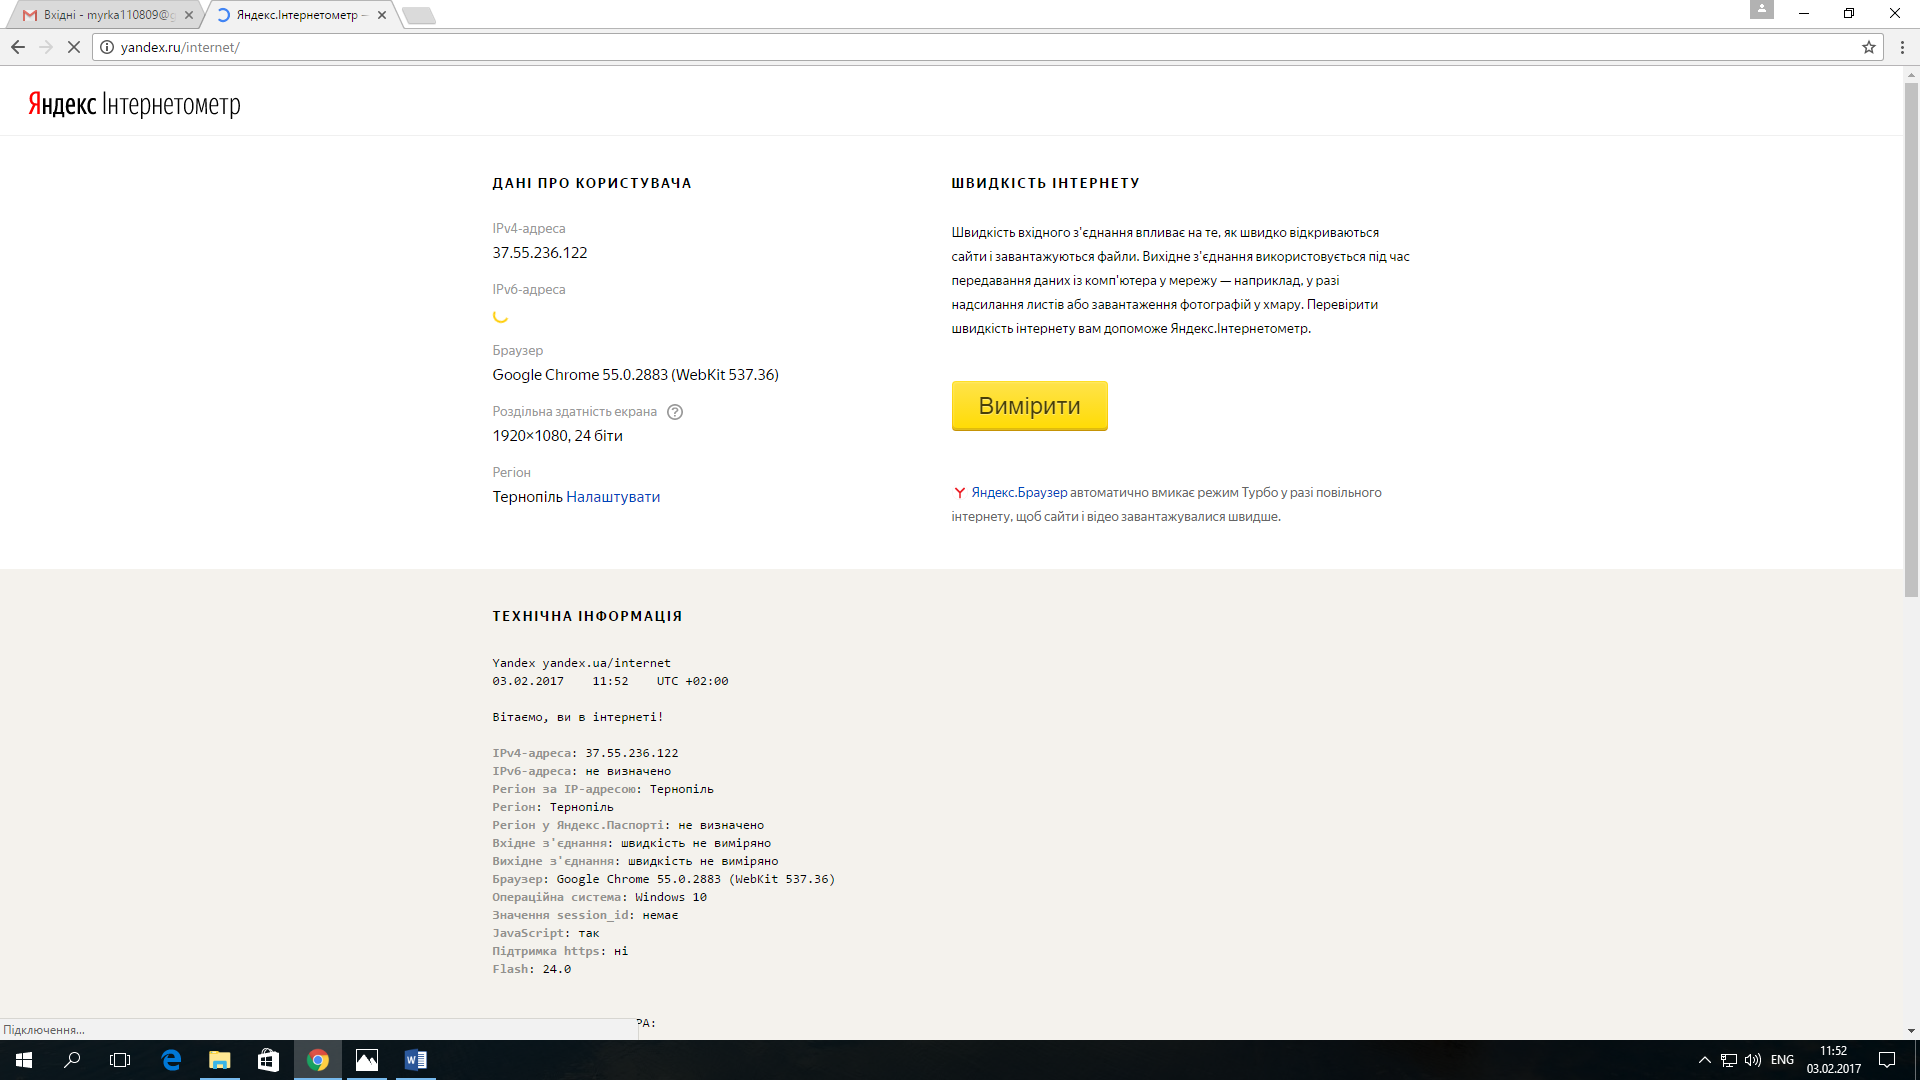 Вхідні - myrka110809@g
Яндекс.Інтернетометр –
yandex.ru/internet/
Яндекс Інтернетометр
ДАНІ ПРО КОРИСТУВАЧА
IPv4-адреса
37.55.236.122
IPv6-адреса
Браузер
Google Chrome 55.0.2883 (WebKit 537.36)
Роздільна здатність екрана ?
1920×1080, 24 біти
Регіон
Тернопіль Налаштувати
ШВИДКІСТЬ ІНТЕРНЕТУ
Швидкість вхідного з'єднання впливає на те, як швидко відкриваються
сайти і завантажуються файли. Вихідне з'єднання використовується під час
передавання даних із комп'ютера у мережу — наприклад, у разі
надсилання листів або завантаження фотографій у хмару. Перевірити
швидкість інтернету вам допоможе Яндекс.Інтернетометр.
Виміряти
Яндекс.Браузер автоматично вмикає режим Турбо у разі повільного
інтернету, щоб сайти і відео завантажувалися швидше.
ТЕХНІЧНА ІНФОРМАЦІЯ
Yandex yandex.ua/internet
03.02.2017 11:52 UTC +02:00
Вітаємо, ви в інтернеті!
IPv4-адреса: 37.55.236.122
IPv6-адреса: не визначено
Регіон за IP-адресою: Тернопіль
Регіон: Тернопіль
Регіон у Яндекс.Паспорті: не визначено
Вхідне з'єднання: швидкість не виміряно
Вихідне з'єднання: швидкість не виміряно
Браузер: Google Chrome 55.0.2883 (WebKit 537.36)
Операційна система: Windows 10
Значення session_id: немає
JavaScript: так
Підтримка https: ні
Flash: 24.0
РА:
Підключення...
ENG
11:52
03.02.2017